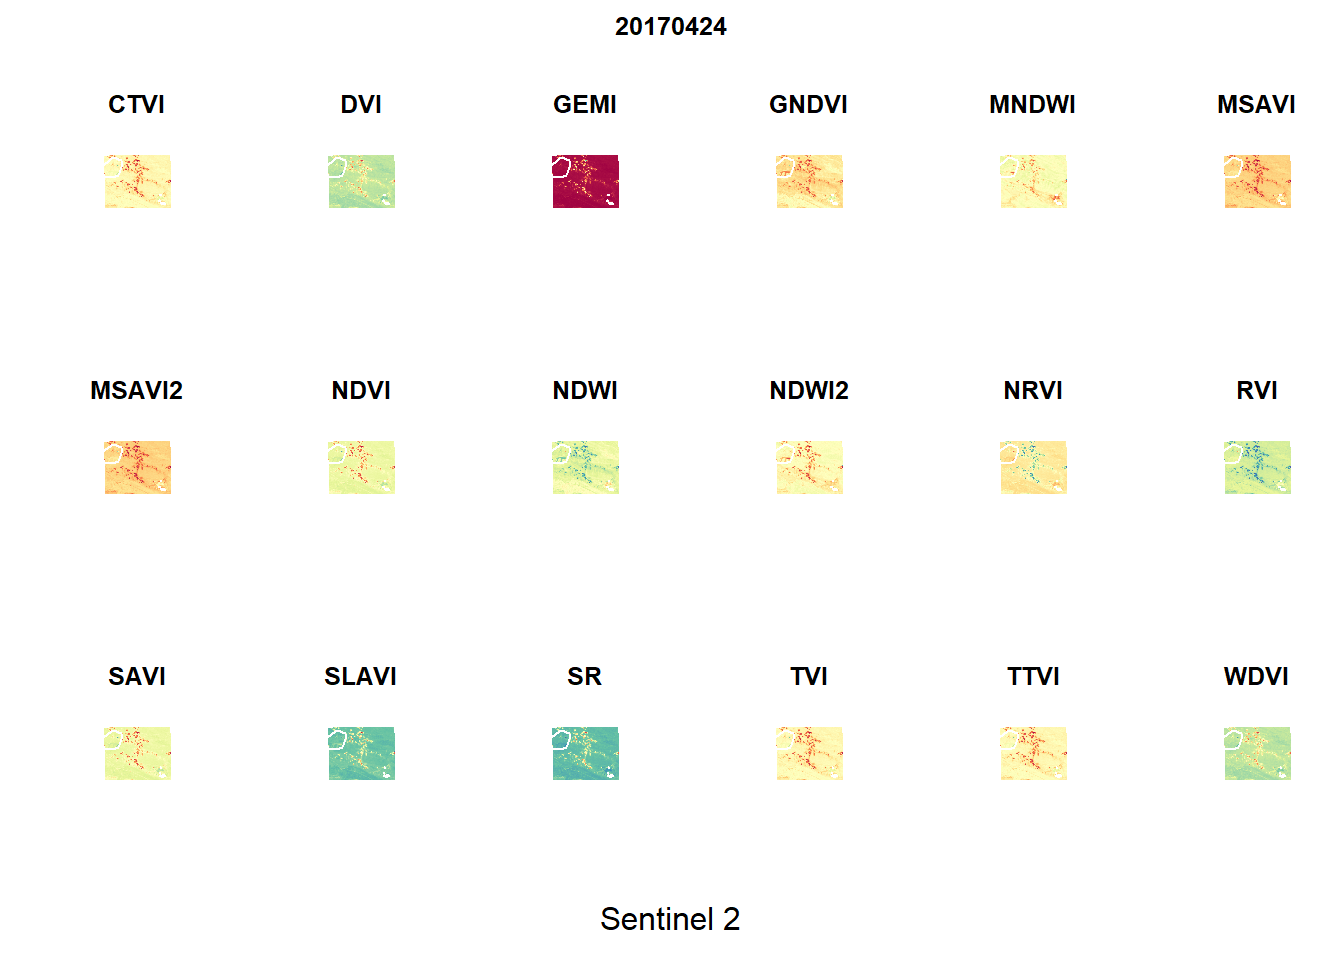 20170424
CTVI DVI GEMI GNDVI MNDWI MSAVI
MSAVI2 NDVI NDWI NDWI2 NRVI RVI
SAVI SLAVI SR TVI TTVI WDVI
Sentinel 2